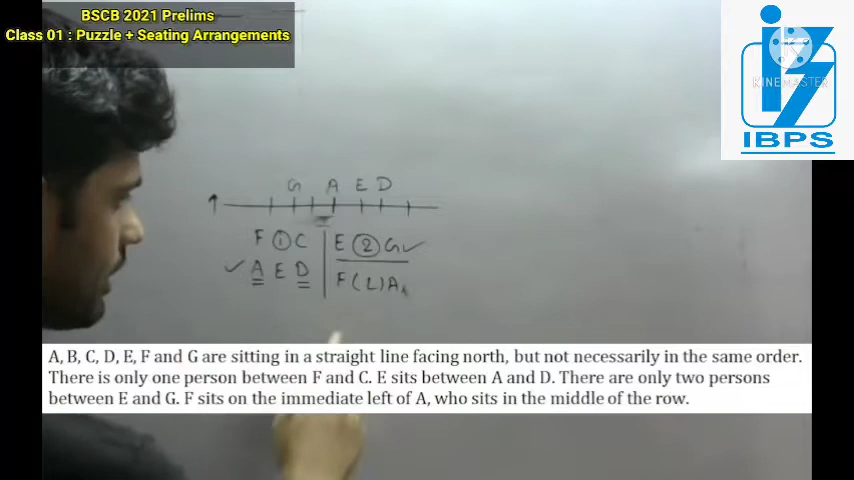 BSCB 2021 Prelims
Class 01 : Puzzle + Seating Arrangements
KINEMASTER
IBPS
G A E D
F ① C E ② G ✓
✓ A E D F (L) A
A, B, C, D, E, F and G are sitting in a straight line facing north, but not necessarily in the same order.
There is only one person between F and C. E sits between A and D. There are only two persons
between E and G. F sits on the immediate left of A, who sits in the middle of the row.